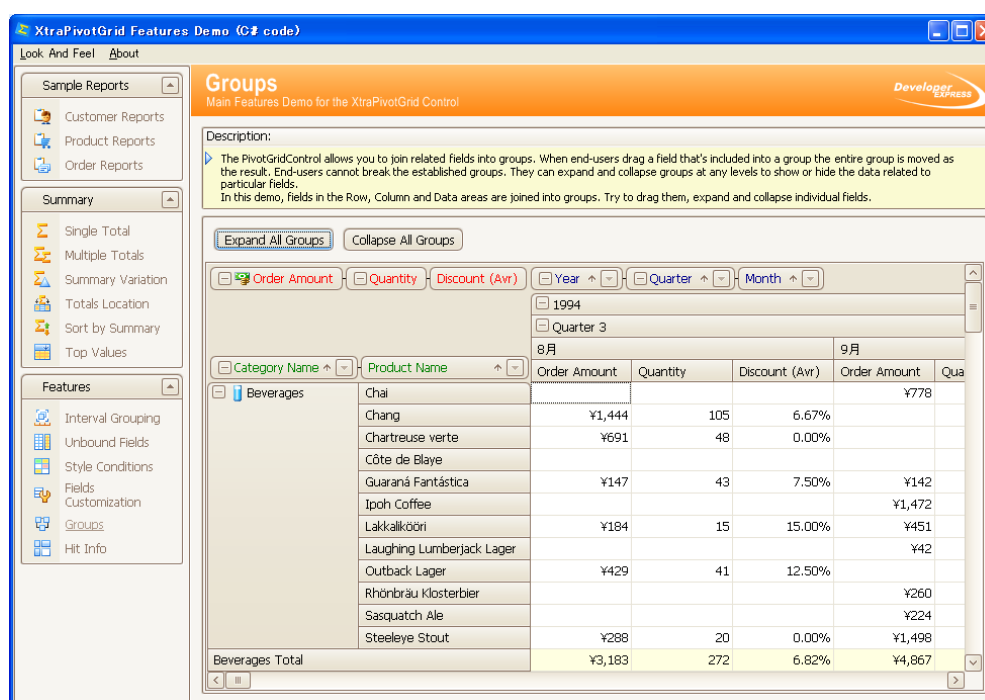 XtraPivotGrid Features Demo (C# code)
Look And Feel About
Sample Reports
Customer Reports
Product Reports
Order Reports
Summary
Single Total
Multiple Totals
Summary Variation
Totals Location
Sort by Summary
Top Values
Features
Interval Grouping
Unbound Fields
Style Conditions
Fields
Customization
Groups
Hit Info
Groups
Main Features Demo for the XtraPivotGrid Control
Developer
EXPRESS
Description:
The PivotGridControl allows you to join related fields into groups. When end-users drag a field that's included into a group the entire group is moved as
the result. End-users cannot break the established groups. They can expand and collapse groups at any levels to show or hide the data related to
particular fields.
In this demo, fields in the Row, Column and Data areas are joined into groups. Try to drag them, expand and collapse individual fields.
Expand All Groups Collapse All Groups
Order Amount Quantity Discount (Avr) Year Quarter Month
1994
Quarter 3
8月 9月
Category Name Product Name Order Amount Quantity Discount (Avr) Order Amount Qua
Beverages Chai ¥778
Chang ¥1,444 105 6.67%
Chartreuse verte ¥691 48 0.00%
Côte de Blaye
Guaraná Fantástica ¥147 43 7.50% ¥142
Ipoh Coffee ¥1,472
Lakkalikööri ¥184 15 15.00% ¥451
Laughing Lumberjack Lager ¥42
Outback Lager ¥429 41 12.50%
Rhönbräu Klosterbier ¥260
Sasquatch Ale ¥224
Steeleye Stout ¥288 20 0.00% ¥1,498
Beverages Total ¥3,183 272 6.82% ¥4,867